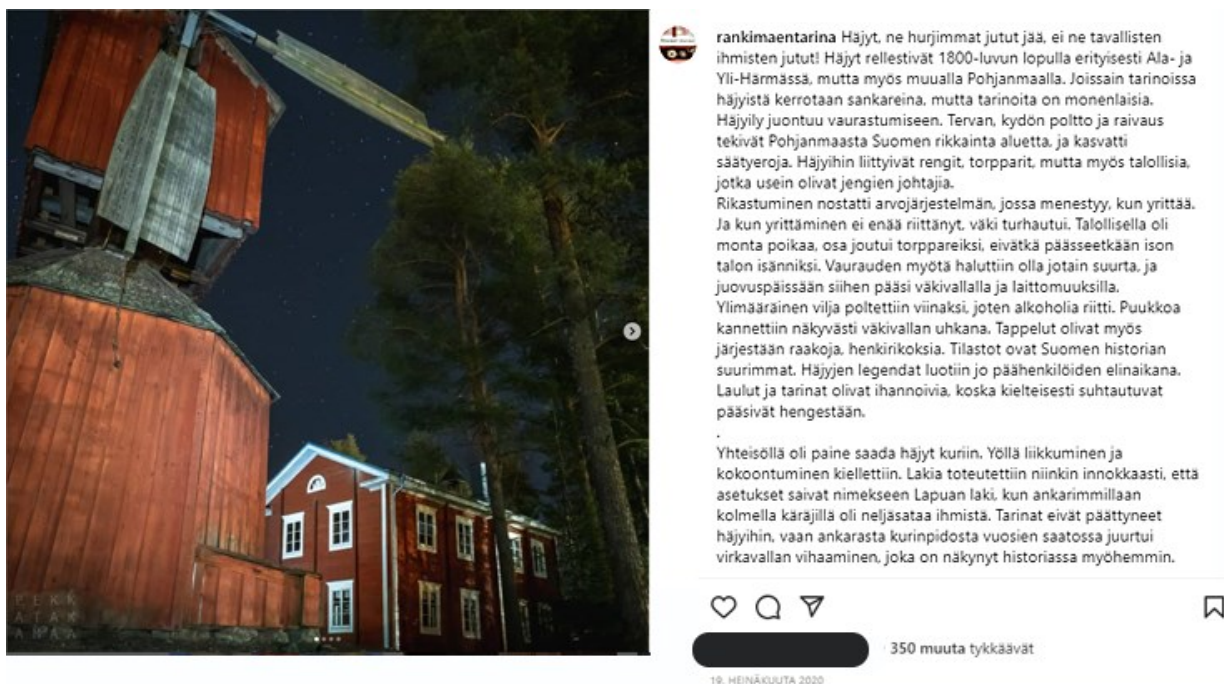 rankimaentarina Häjyt, ne hurjimmat jutut jää, ei ne tavallisten
ihmisten jutut! Häjyt rellestivät 1800-luvun lopulla erityisesti Ala- ja
Yli-Härmässä, mutta myös muualla Pohjanmaalla. Joissain tarinoissa
häjyistä kerrotaan sankareina, mutta tarinoita on monenlaisia.
Häjyily juontuu vaurastumiseen. Tervan, kydön poltto ja raivaus
tekivät Pohjanmaasta Suomen rikkainta aluetta, ja kasvatti
säätyeroja. Häjyihin liittyivät rengit, torpparit, mutta myös talollisia,
jotka usein olivat jengien johtajia.
Rikastuminen nostatti arvojärjestelmän, jossa menestyy, kun yrittää.
Ja kun yrittäminen ei enää riittänyt, väki turhautui. Talollisella oli
monta poikaa, osa joutui torppareiksi, eivätkä päässeetkään ison
talon isänniksi. Vaurauden myötä haluttiin olla jotain suurta, ja
juovuspäissään siihen pääsi väkivallalla ja laittomuuksilla.
Ylimääräinen vilja poltettiin viinaksi, joten alkoholia riitti. Puukkoa
kannettiin näkyvästi väkivallan uhkana. Tappelut olivat myös
järjestään raakoja, henkirikoksia. Tilastot ovat Suomen historian
suurimmat. Häjyjen legendat luotiin jo päähenkilöiden elinaikana.
Laulut ja tarinat olivat ihannoivia, koska kielteisesti suhtautuvat
pääsivät hengestään.
.
Yhteisöllä oli paine saada häjyt kuriin. Yöllä liikkuminen ja
kokoontuminen kiellettiin. Lakia toteutettiin niinkin innokkaasti, että
asetukset saivat nimekseen Lapuan laki, kun ankarimmillaan
kolmella käräjillä oli neljäsataa ihmistä. Tarinat eivät päättyneet
häjyihin, vaan ankarasta kurinpidosta vuosien saatossa juurtui
virkavallan vihaaminen, joka on näkynyt historiassa myöhemmin.
350 muuta tykkäävät
19. HEINÄKUUTA 2020
PEKK
ATAK
AMAA